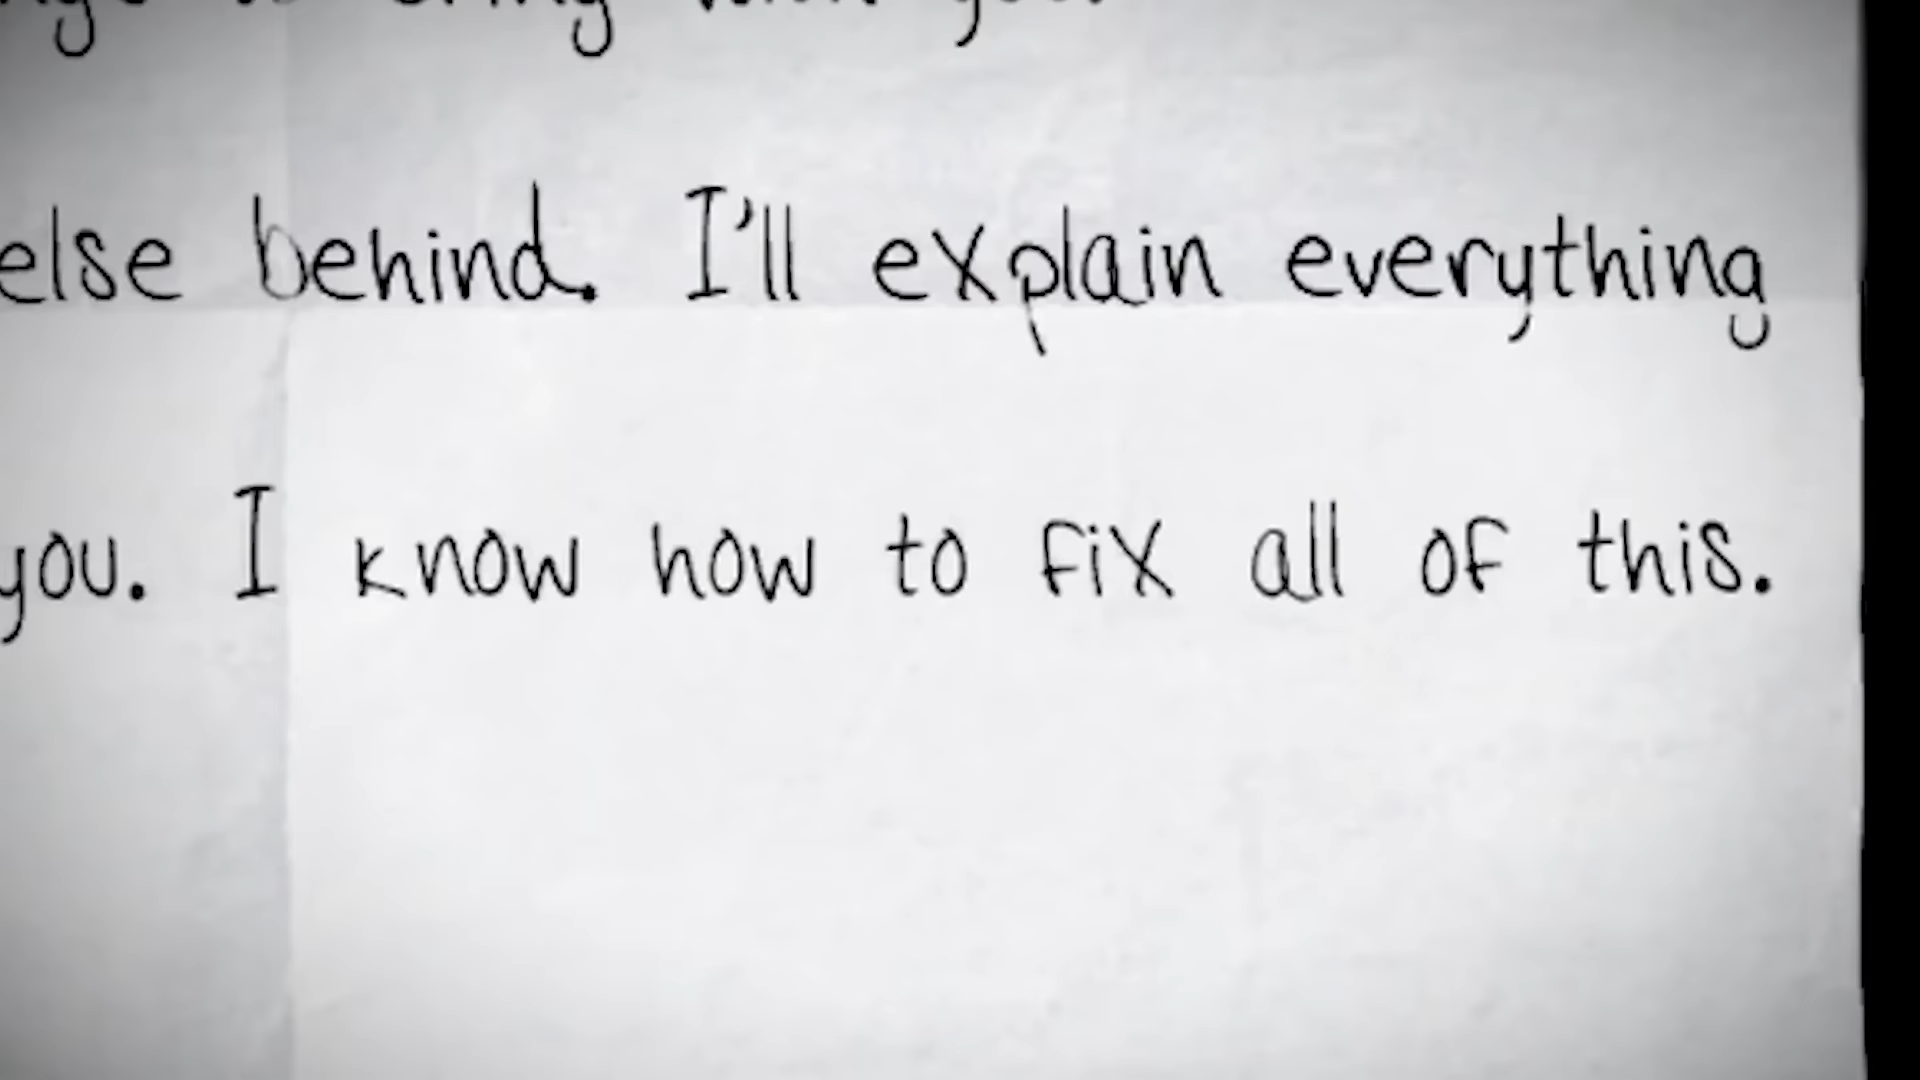 else behind. I'll explain everything
you. I know how to fix all of this.